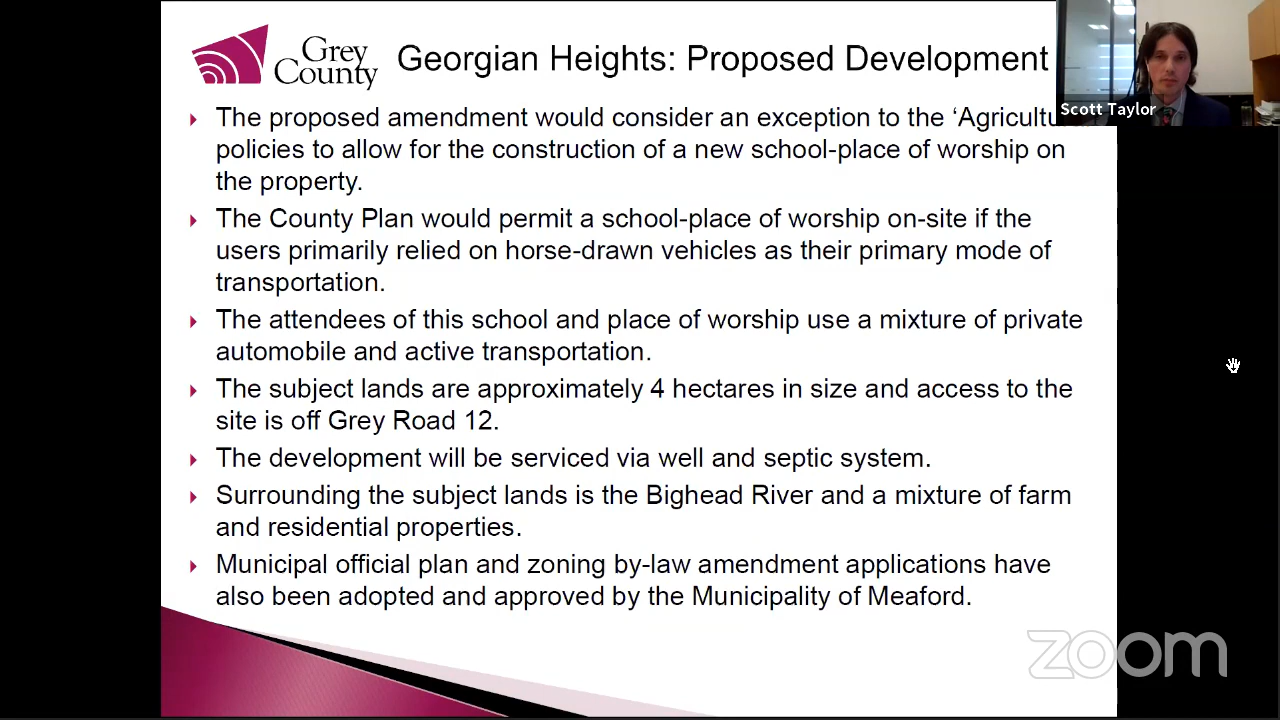 Grey
County
Georgian Heights: Proposed Development
Scott Taylor
The proposed amendment would consider an exception to the
policies to allow for the construction of a new school-place of worship on
the property.
The County Plan would permit a school-place of worship on-site if the
users primarily relied on horse-drawn vehicles as their primary mode of
transportation.
The attendees of this school and place of worship use a mixture of private
automobile and active transportation.
The subject lands are approximately 4 hectares in size and access to the
site is off Grey Road 12.
The development will be serviced via well and septic system.
Surrounding the subject lands is the Bighead River and a mixture of farm
and residential properties.
Municipal official plan and zoning by-law amendment applications have
also been adopted and approved by the Municipality of Meaford.
zoom